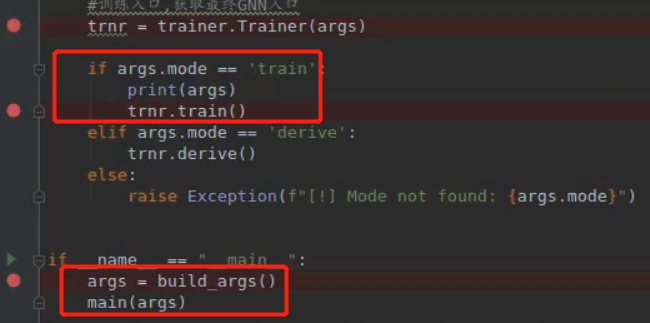 #训练入口,获取最终GNN入口
trnr = trainer.Trainer(args)
if args.mode == 'train':
print(args)
trnr.train()
elif args.mode == 'derive':
trnr.derive()
else:
raise Exception(f"[!] Mode not found: {args.mode}")
if __name__ == "__main__":
args = build_args()
main(args)